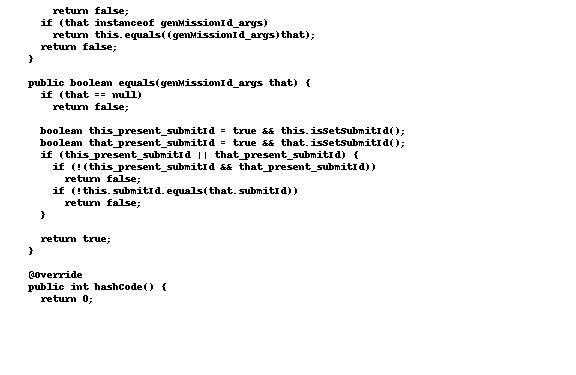 return false;
if (that instanceof genMissionId_args)
return this.equals((genMissionId_args)that);
return false;
}
public boolean equals(genMissionId_args that) {
if (that == null)
return false;
boolean this_present_submitId = true && this.isSetSubmitId();
boolean that_present_submitId = true && that.isSetSubmitId();
if (this_present_submitId || that_present_submitId) {
if (!(this_present_submitId && that_present_submitId))
return false;
if (!this.submitId.equals(that.submitId))
return false;
}
return true;
}
@Override
public int hashCode() {
return 0;